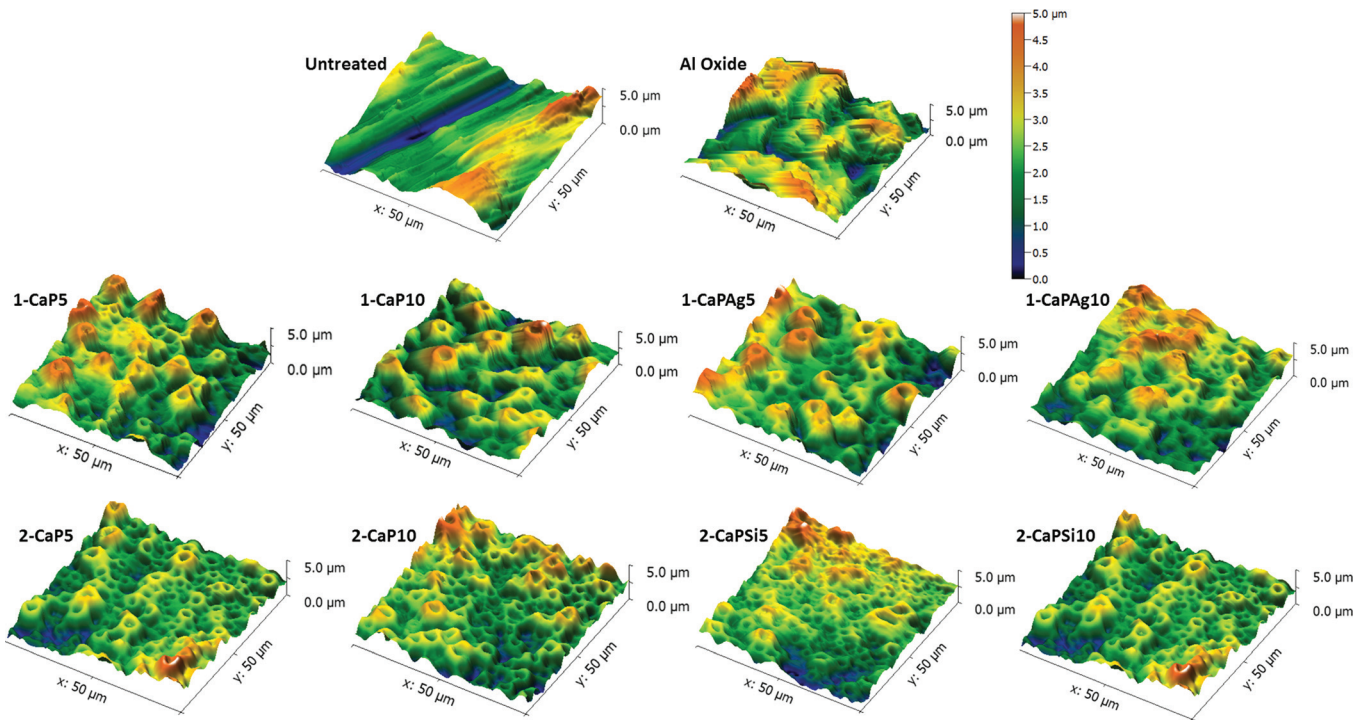 Untreated
5.0 µm
0.0 µm
x: 50 µm
y: 50 µm
Al Oxide
5.0 µm
0.0 µm
x: 50 µm
y: 50 µm
5.0 µm
4.5
4.0
3.5
3.0
2.5
2.0
1.5
1.0
0.5
0.0
1-CaP5
5.0 µm
0.0 µm
x: 50 µm
y: 50 µm
1-CaP10
5.0 µm
0.0 µm
x: 50 µm
y: 50 µm
1-CaPAg5
5.0 µm
0.0 µm
x: 50 µm
y: 50 µm
1-CaPAg10
5.0 µm
0.0 µm
x: 50 µm
y: 50 µm
2-CaP5
5.0 µm
0.0 µm
x: 50 µm
y: 50 µm
2-CaP10
5.0 µm
0.0 µm
x: 50 µm
y: 50 µm
2-CaPSi5
5.0 µm
0.0 µm
x: 50 µm
y: 50 µm
2-CaPSi10
5.0 µm
0.0 µm
x: 50 µm
y: 50 µm